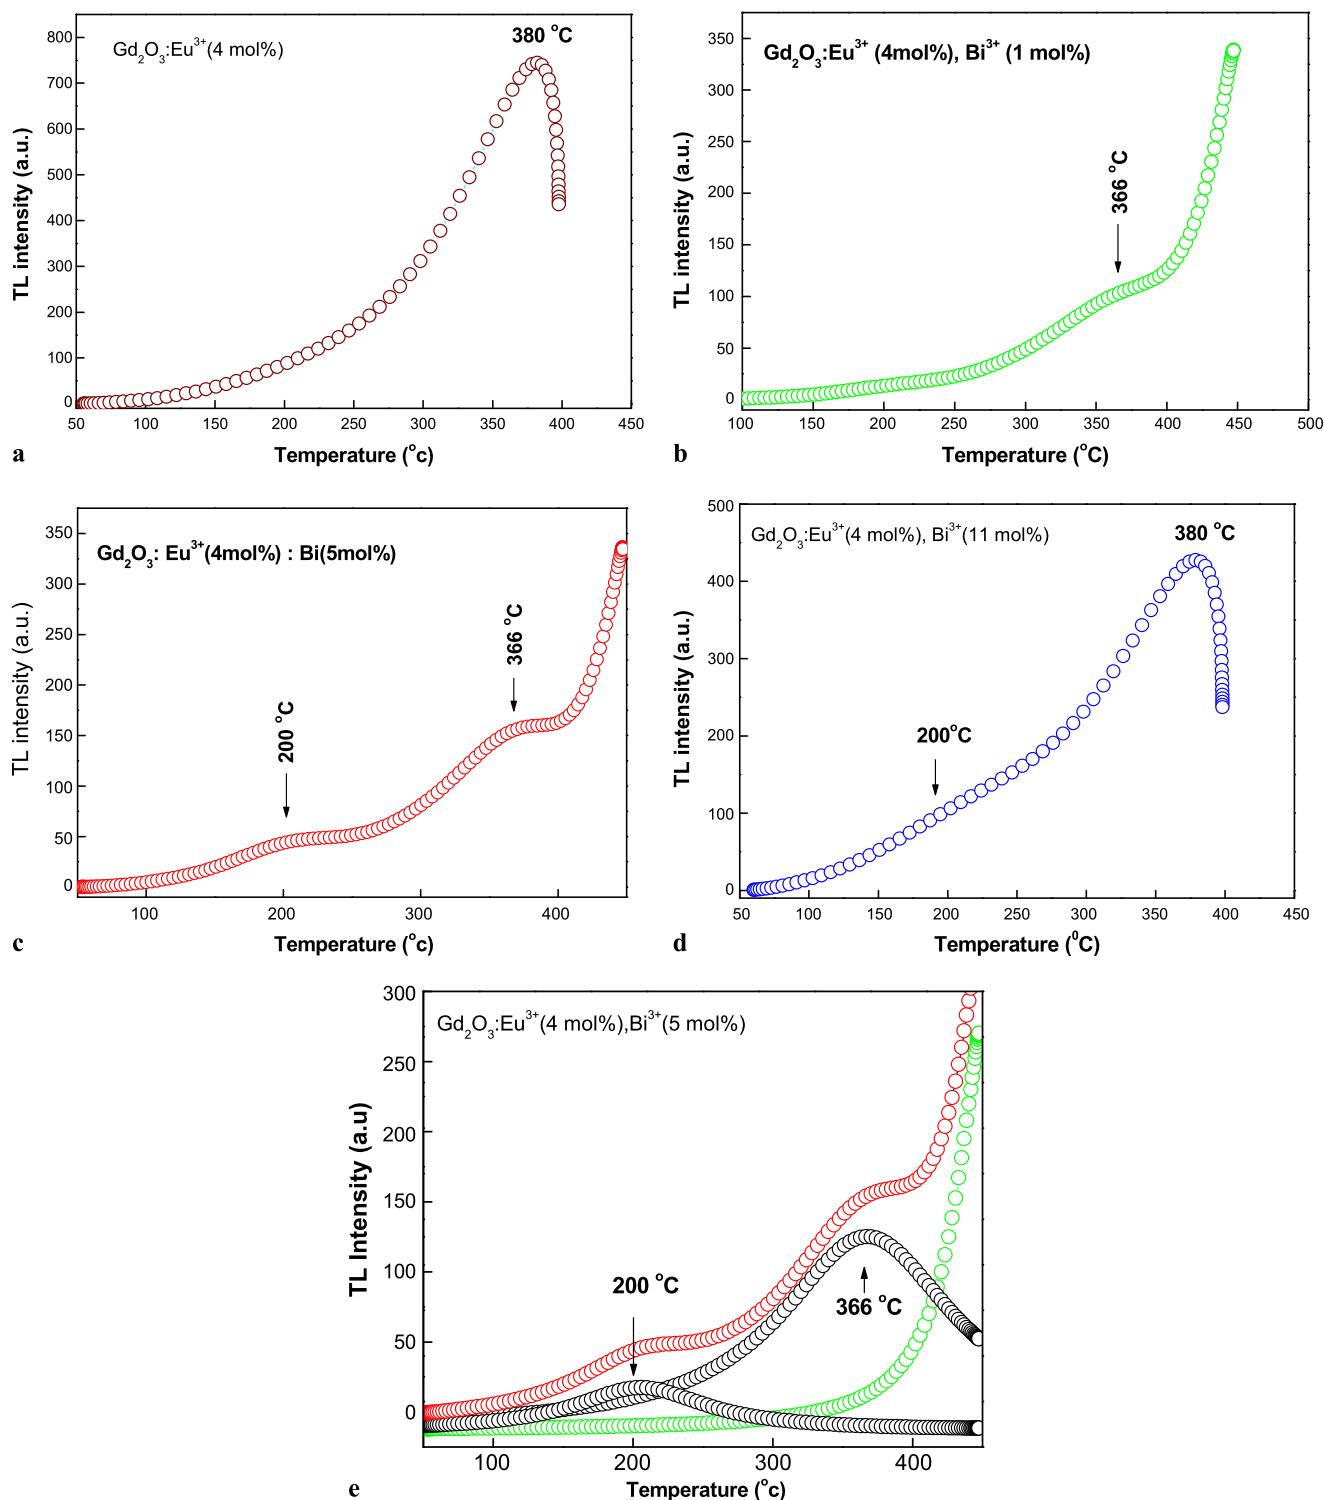 380 °C
Gd₂O₃:Eu³⁺(4 mol%)
800
700
600
500
400
300
200
100
0
TL intensity (a.u.)
50 100 150 200 250 300 350 400 450
Temperature (°c)
a
Gd₂O₃:Eu³⁺ (4mol%), Bi³⁺ (1 mol%)
366 °C
350
300
250
200
150
100
50
0
TL intensity (a.u.)
100 150 200 250 300 350 400 450 500
Temperature (°C)
b
Gd₂O₃: Eu³⁺(4mol%) : Bi(5mol%)
366 °C
200 °C
350
300
250
200
150
100
50
0
TL intensity (a.u.)
100 200 300 400
Temperature (°c)
c
Gd₂O₃:Eu³⁺(4 mol%), Bi³⁺(11 mol%)
380 °C
200°C
500
400
300
200
100
0
TL intensity (a.u.)
50 100 150 200 250 300 350 400 450
Temperature (⁰C)
d
Gd₂O₃:Eu³⁺(4 mol%),Bi³⁺(5 mol%)
200 °C
366 °C
300
250
200
150
100
50
0
TL Intensity (a.u)
100 200 300 400
Temperature (°c)
e